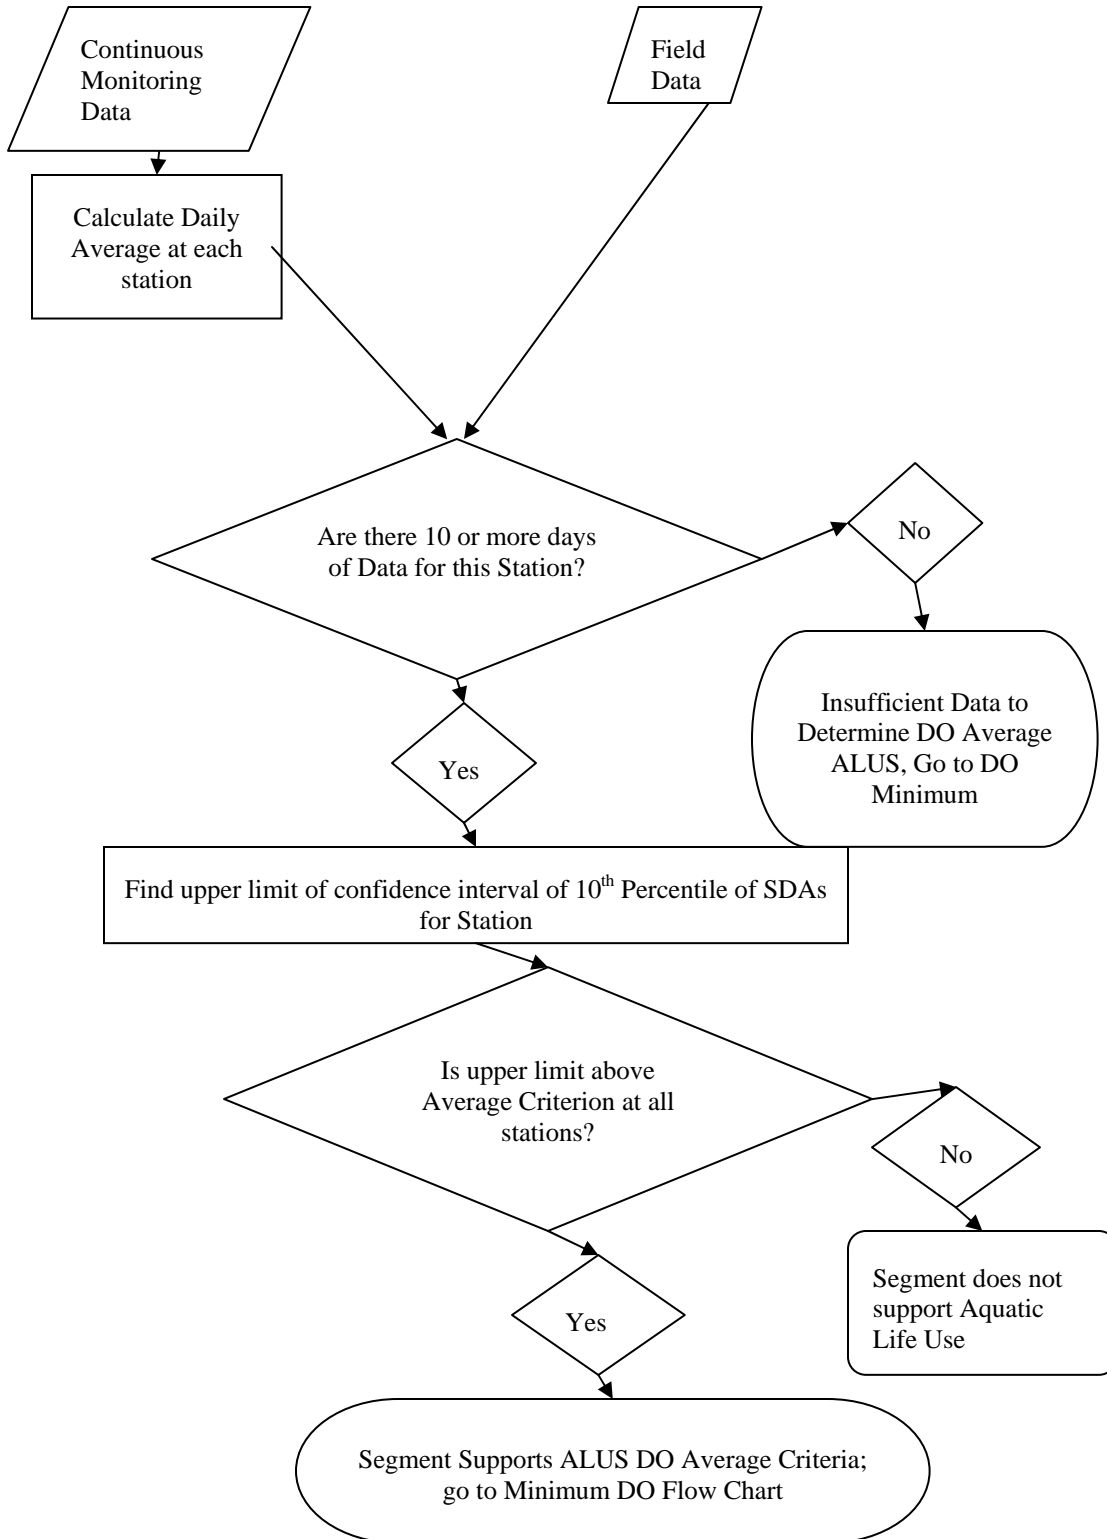 Continuous
Monitoring
Data
Field
Data
Calculate Daily
Average at each
station
Are there 10 or more days
of Data for this Station?
No
Insufficient Data to
Determine DO Average
ALUS, Go to DO
Minimum
Yes
Find upper limit of confidence interval of 10th Percentile of SDAs
for Station
Is upper limit above
Average Criterion at all
stations?
No
Segment does not
support Aquatic
Life Use
Yes
Segment Supports ALUS DO Average Criteria;
go to Minimum DO Flow Chart